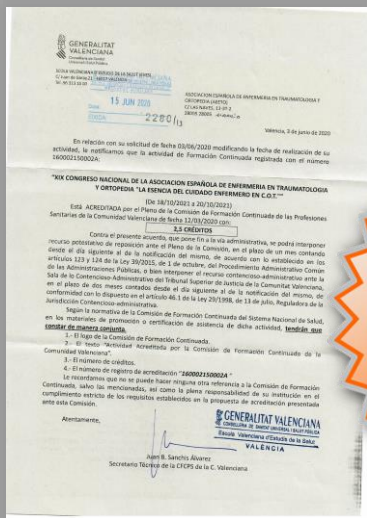 GENERALITAT
VALENCIANA
15 JUN 2020
2280/13
ASOCIACION ESPAÑOLA DE ENFERMERIA EN TRAUMATOLOGIA Y
ORTOPEDIA (AEETO)
Valencia, 3 de junio de 2020
En relación con su solicitud de fecha 02/06/2020 modificando la fecha de realización de su
actividad, le notificamos que la actividad de Formación Continuada registrada con el número
160002150002A:
"XIX CONGRESO NACIONAL DE LA ASOCIACION ESPAÑOLA DE ENFERMERIA EN TRAUMATOLOGIA
Y ORTOPEDIA "LA ESENCIA DEL CUIDADO ENFERMERO EN C.O.T.""
(De 18/10/2021 a 20/10/2021)
Está ACREDITADA por el Pleno de la Comisión de Formación Continuada de las Profesiones
Sanitarias de la Comunidad Valenciana de fecha 12/03/2020 con:
2,5 CRÉDITOS
Contra el presente acuerdo, que pone fin a la vía administrativa, se podrá interponer
recurso potestativo de reposición ante el Pleno de la Comisión, en el plazo de un mes contando
desde el día siguiente al de la notificación del mismo, de acuerdo con lo establecido en los
artículos 123 y 124 de la Ley 39/2015, de 1 de octubre, del Procedimiento Administrativo Común
de las Administraciones Públicas, o bien interponer el recurso contencioso-administrativo ante la
Sala de lo Contencioso-Administrativo del Tribunal Superior de Justicia de la Comunitat Valenciana,
en el plazo de dos meses contados desde el día siguiente al de la notificación del mismo, de
conformidad con lo dispuesto en el artículo 46.1 de la Ley 29/1998, de 13 de julio, Reguladora de la
Jurisdicción Contencioso-administrativa.
Según la normativa de la Comisión de Formación Continuada del Sistema Nacional de Salud,
en los materiales de promoción o certificación de asistencia de dicha actividad, tendrán que
constar de manera conjunta.
1.- El logo de la Comisión de Formación Continuada.
2.- El texto "Actividad Acreditada por la Comisión de Formación Continuada de la
Comunidad Valenciana".
3.- El número de créditos.
4.- El número de registro de acreditación "160002150002A"
Le recordamos que no se puede hacer ninguna otra referencia a la Comisión de Formación
Continuada, salvo las mencionadas, así como la plena responsabilidad de su institución en el
cumplimiento estricto de los requisitos establecidos en la propuesta de acreditación presentada
ante esta Comisión.
Atentamente,
GENERALITAT VALENCIANA
CONSELLERIA DE SANITAT UNIVERSAL I SALUT PÚBLICA
Escola Valenciana d'Estudis de la Salut
VALÈNCIA
Juan B. Sanchis Álvarez
Secretario Técnico de la CFCPS de la C. Valenciana